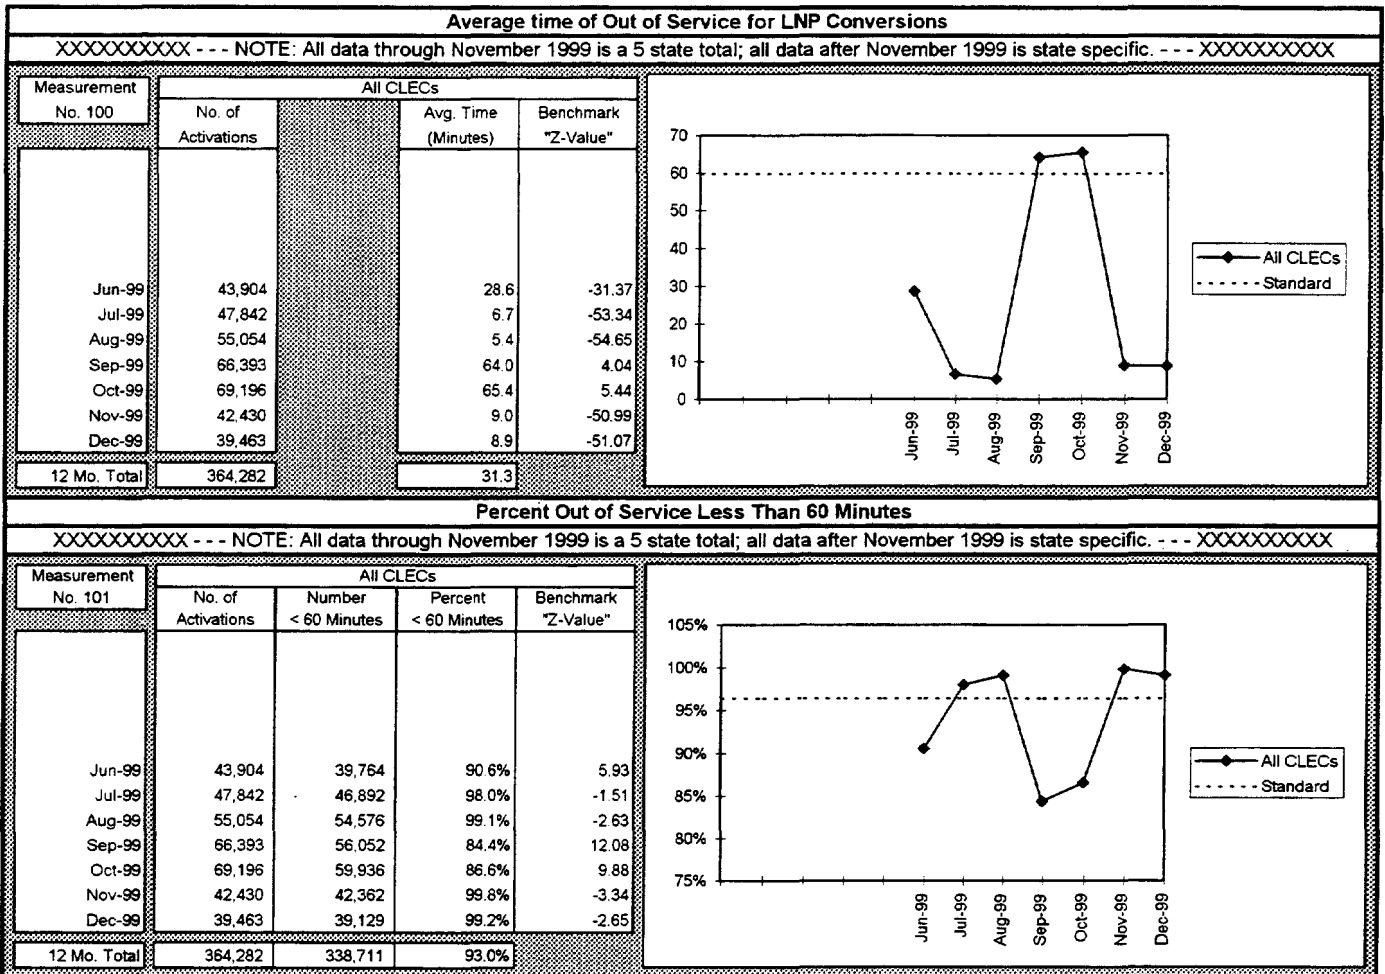 Average time of Out of Service for LNP Conversions
XXXXXXXXXX - - - NOTE: All data through November 1999 is a 5 state total; all data after November 1999 is state specific. - - - XXXXXXXXXX
Measurement
No. 100
All CLECs
No. of Activations Avg. Time (Minutes) Benchmark "Z-Value"
Jun-99 43,904 28.6 -31.37
Jul-99 47,842 6.7 -53.34
Aug-99 55,054 5.4 -54.65
Sep-99 66,393 64.0 4.04
Oct-99 69,196 65.4 5.44
Nov-99 42,430 9.0 -50.99
Dec-99 39,463 8.9 -51.07
12 Mo. Total 364,282 31.3
70
60
50
40
30
20
10
0
Jun-99 Jul-99 Aug-99 Sep-99 Oct-99 Nov-99 Dec-99
All CLECs
Standard
Percent Out of Service Less Than 60 Minutes
XXXXXXXXXX - - - NOTE: All data through November 1999 is a 5 state total; all data after November 1999 is state specific. - - - XXXXXXXXXX
Measurement
No. 101
All CLECs
No. of Activations Number < 60 Minutes Percent < 60 Minutes Benchmark "Z-Value"
Jun-99 43,904 39,764 90.6% 5.93
Jul-99 47,842 46,892 98.0% -1.51
Aug-99 55,054 54,576 99.1% -2.63
Sep-99 66,393 56,052 84.4% 12.08
Oct-99 69,196 59,936 86.6% 9.88
Nov-99 42,430 42,362 99.8% -3.34
Dec-99 39,463 39,129 99.2% -2.65
12 Mo. Total 364,282 338,711 93.0%
105%
100%
95%
90%
85%
80%
75%
Jun-99 Jul-99 Aug-99 Sep-99 Oct-99 Nov-99 Dec-99
All CLECs
Standard